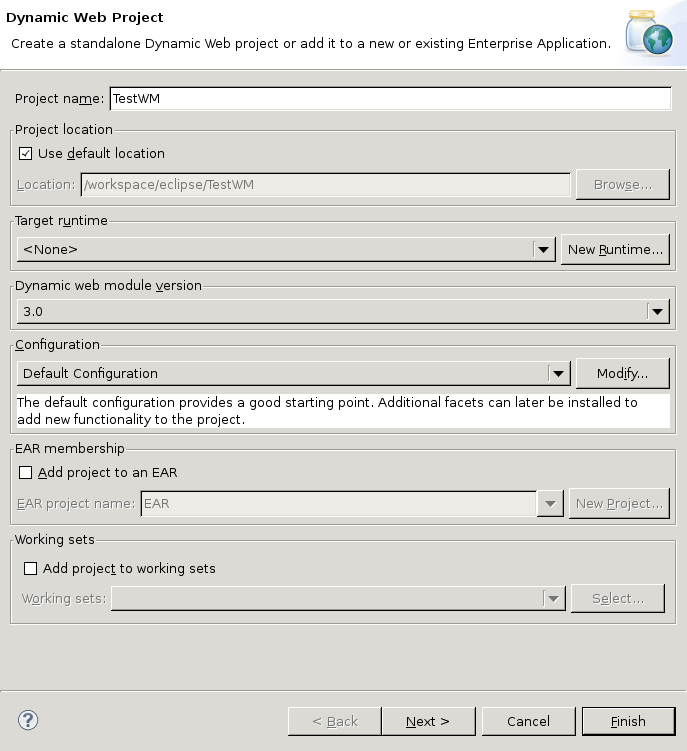 Dynamic Web Project
Create a standalone Dynamic Web project or add it to a new or existing Enterprise Application.
Project name: TestWM
Project location
Use default location
Location: /workspace/eclipse/TestWM Browse...
Target runtime
<None> New Runtime...
Dynamic web module version
3.0
Configuration
Default Configuration Modify...
The default configuration provides a good starting point. Additional facets can later be installed to
add new functionality to the project.
EAR membership
Add project to an EAR
EAR project name: EAR New Project...
Working sets
Add project to working sets
Working sets: Select...
? < Back Next > Cancel Finish